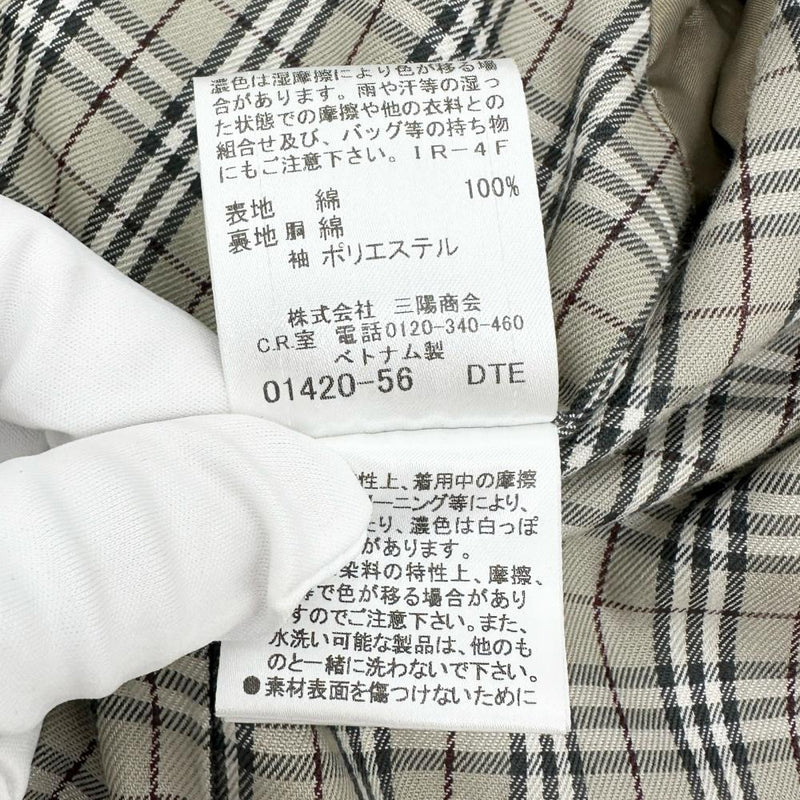 濃色は湿摩擦により色が移る場
合があります。雨や汗等の湿っ
た状態での摩擦や他の衣料との
組合せ及び、バッグ等の持ち物
にもご注意下さい。IR-4F
表地 綿 100%
裏地 胴 綿
袖 ポリエステル
株式会社 三陽商会
C.R.室 電話0120-340-460
ベトナム製
01420-56 DTE
性上、着用中の摩擦
ーニング等により、
り、濃色は白っぽ
があります。
染料の特性上、摩擦、
等で色が移る場合があり
すのでご注意下さい。また、
水洗い可能な製品は、他のも
のと一緒に洗わないで下さい。
●素材表面を傷つけないために